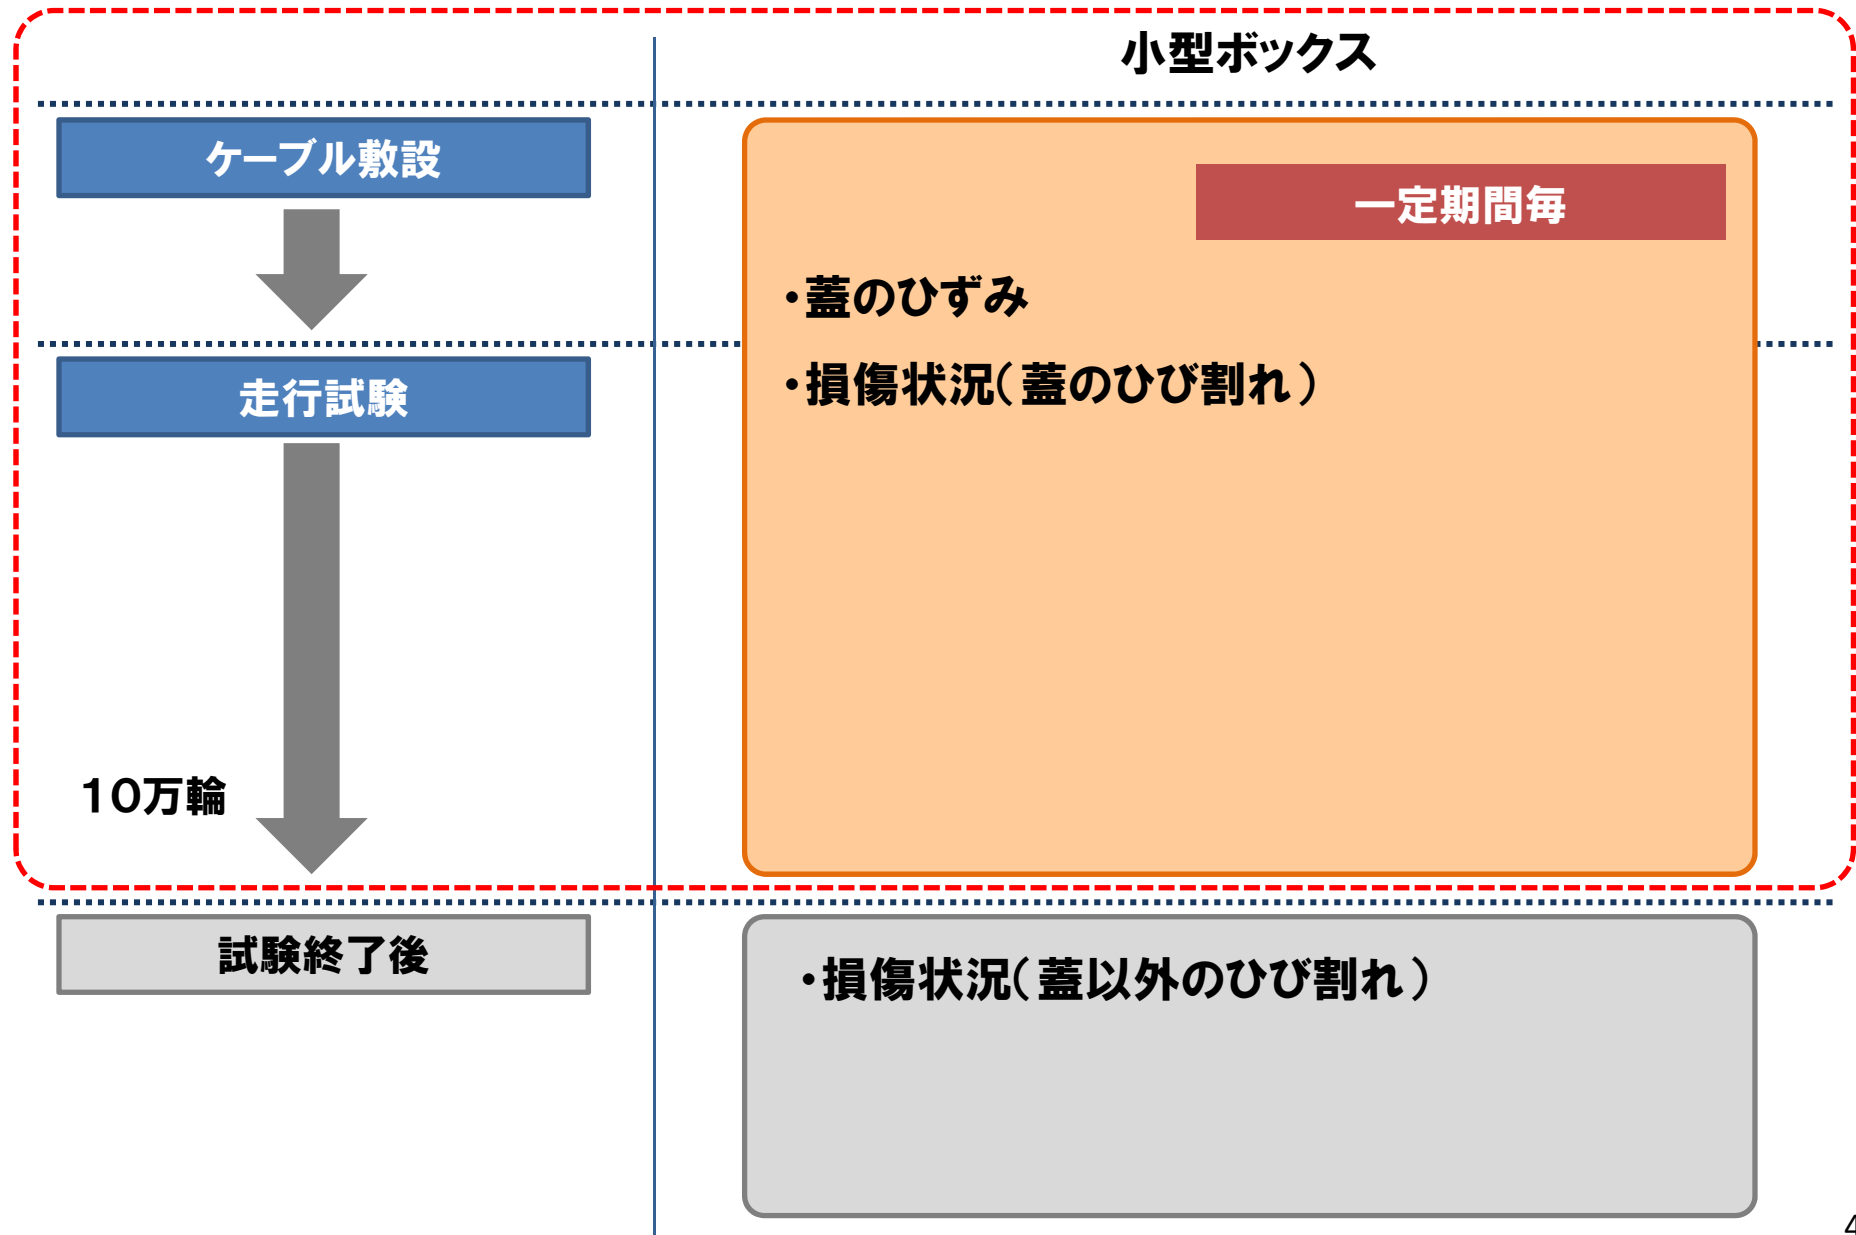 小型ボックス
ケーブル敷設
一定期間毎
・蓋のひずみ
走行試験
・損傷状況(蓋のひび割れ)
10万輪
試験終了後
・損傷状況(蓋以外のひび割れ)
4